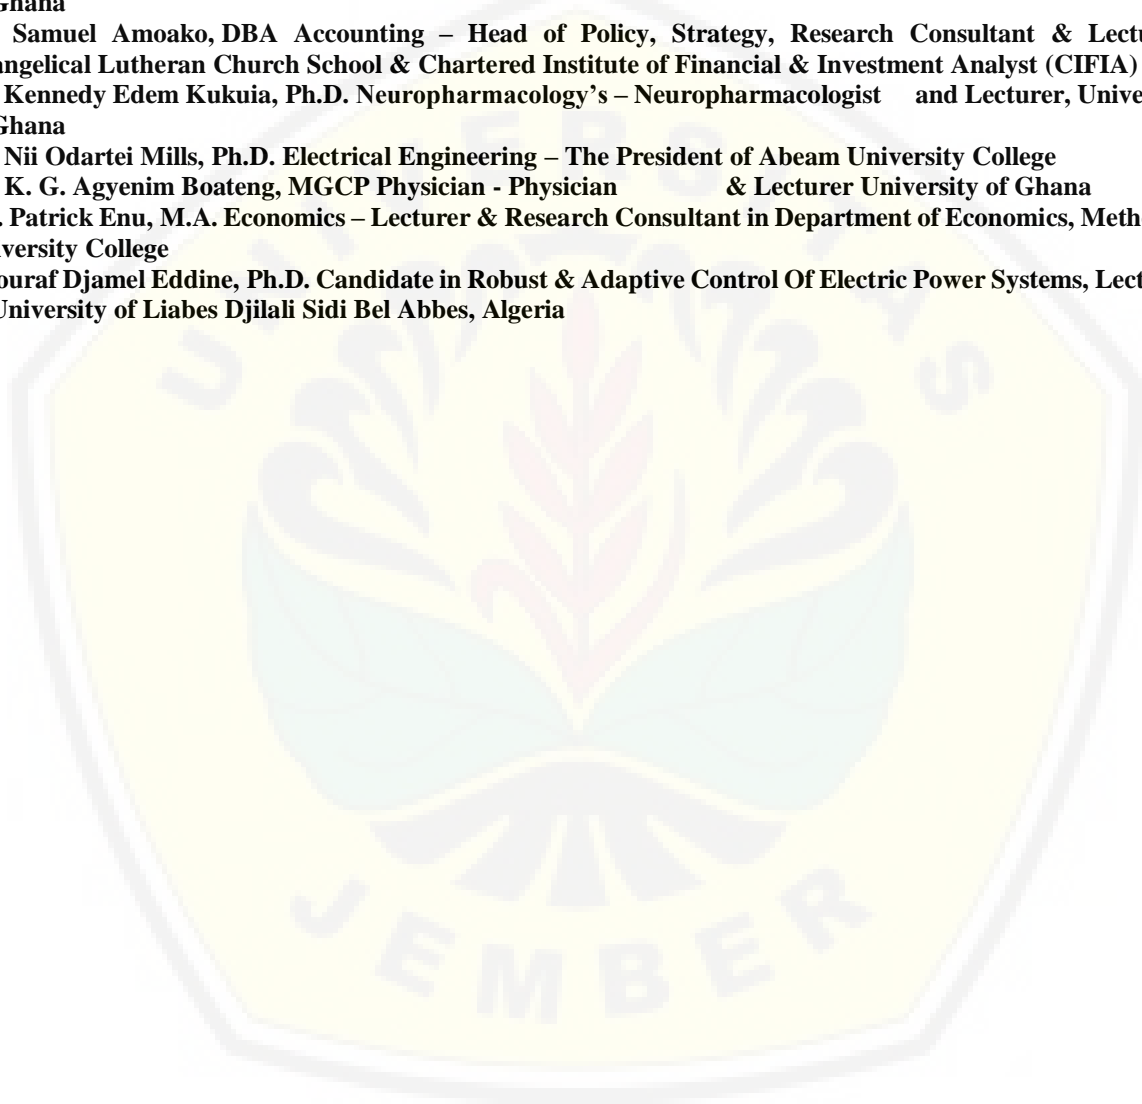 Ghana
Samuel Amoako, DBA Accounting – Head of Policy, Strategy, Research Consultant & Lectu
angelical Lutheran Church School & Chartered Institute of Financial & Investment Analyst (CIFIA)
Kennedy Edem Kukuia, Ph.D. Neuropharmacology’s – Neuropharmacologist and Lecturer, Unive
Ghana
Nii Odartei Mills, Ph.D. Electrical Engineering – The President of Abeam University College
K. G. Agyenim Boateng, MGCP Physician - Physician & Lecturer University of Ghana
. Patrick Enu, M.A. Economics – Lecturer & Research Consultant in Department of Economics, Meth
versity College
ouraf Djamel Eddine, Ph.D. Candidate in Robust & Adaptive Control Of Electric Power Systems, Lect
University of Liabes Djilali Sidi Bel Abbes, Algeria
UNIVERSITAS
JEMBER